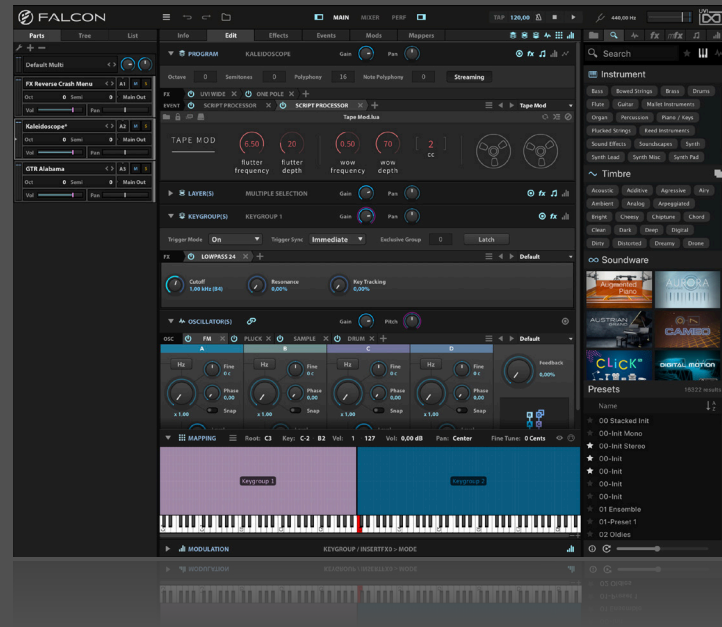 FALCON
MAIN MIXER PERF
TAP 120,00
440,00 Hz
UVI
Parts Tree List
Default Multi
FX Reverse Crash Menu A1 M S
Oct 0 Semi 0 Main Out
Vol Pan
Kaleidoscope* A2 M S
Oct 0 Semi 0 Main Out
Vol Pan
GTR Alabama A3 M S
Oct 0 Semi 0 Main Out
Vol Pan
Info Edit Effects Events Mods Mappers
PROGRAM KALEIDOSCOPE Gain Pan
Octave 0 Semitones 0 Polyphony 16 Note Polyphony 0 Streaming
FX UVI WIDE ONE POLE
EVENT SCRIPT PROCESSOR SCRIPT PROCESSOR Tape Mod
Tape Mod.lua
TAPE MOD
6.50 20 0.50 70 2
flutter frequency
flutter depth
wow frequency
wow depth
cc
LAYER(S) MULTIPLE SELECTION Gain Pan
KEYGROUP(S) KEYGROUP 1 Gain Pan
Trigger Mode On Trigger Sync Immediate Exclusive Group 0 Latch
FX LOWPASS 24 Default
Cutoff 1,00 kHz (84)
Resonance 0,00%
Key Tracking 0,00%
OSCILLATOR(S) Gain Pitch
OSC FM PLUCK SAMPLE DRUM Default
A B C D
Hz Fine 0 c Hz Fine 0 c Hz Fine 0 c Hz Fine 0 c
Feedback 0,00%
Phase 0,00 Phase 0,00 Phase 0,00 Phase 0,00
x 1.00 Snap x 1.00 Snap x 1.00 Snap x 1.00 Snap
MAPPING Root: C3 Key: C-2 B2 Vel: 1 127 Vol: 0,00 dB Pan: Center Fine Tune: 0 Cents
Keygroup 1 Keygroup 2
MODULATION KEYGROUP / INSERTFX0 > MODE
fx mfx
Search
Instrument
Bass Bowed Strings Brass Drums
Flute Guitar Mallet Instruments
Organ Percussion Piano / Keys
Plucked Strings Reed Instruments
Sound Effects Soundscapes Synth
Synth Lead Synth Misc Synth Pad
Timbre
Acoustic Additive Agressive Airy
Ambient Analog Arpeggiated
Bright Cheesy Chiptune Chord
Clean Dark Deep Digital
Dirty Distorted Dreamy Drone
Soundware
Augmented Piano
AURORA
AUSTRIAN GRAND
CAMEO
CLiCK
DIGITAL MOTION
Presets 18322 results
Name
00 Stacked Init
00-Init Mono
00-Init Stereo
00-Init
00-Init
00-Init
00-Init
01 Ensemble
01-Preset 1
02 Oldies